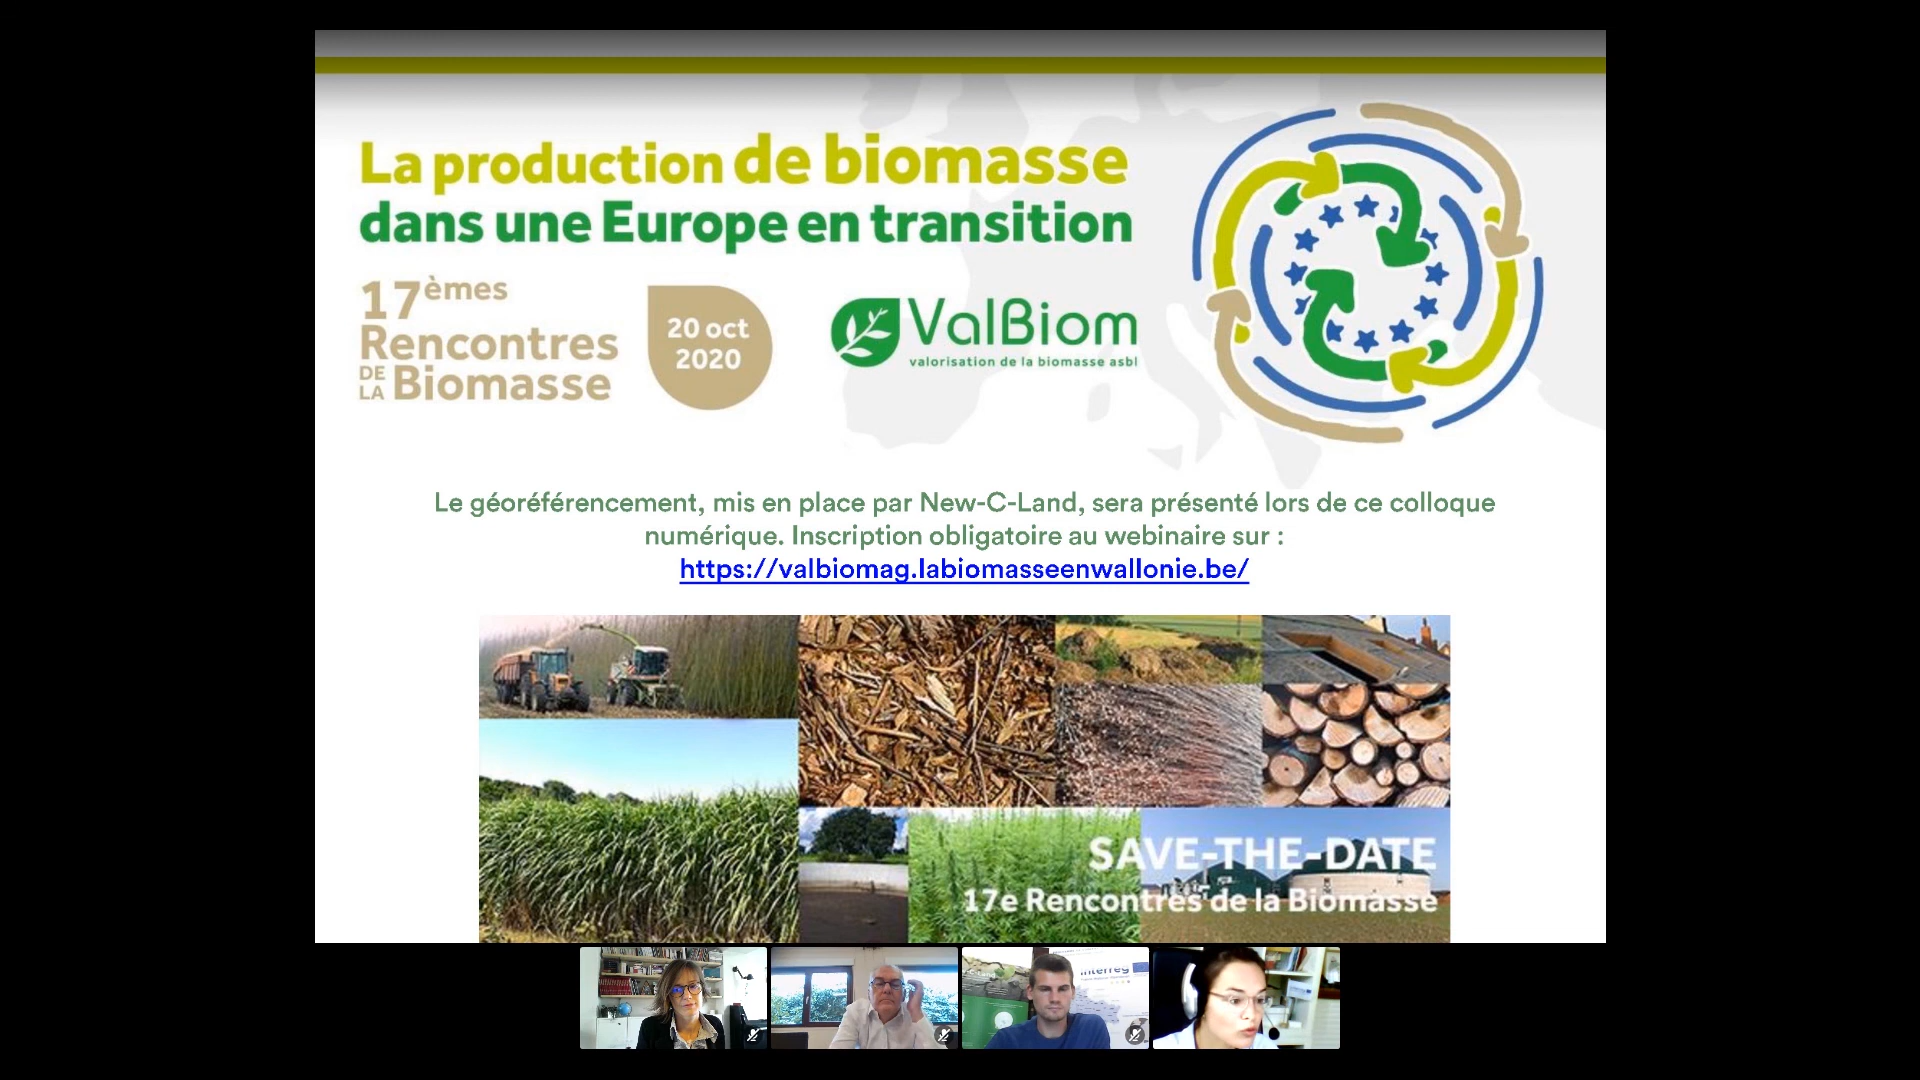 La production de biomasse
dans une Europe en transition
17èmes
Rencontres
DE LA Biomasse
20 oct
2020
ValBiom
valorisation de la biomasse asbl
Le géoréférencement, mis en place par New-C-Land, sera présenté lors de ce colloque
numérique. Inscription obligatoire au webinaire sur :
https://valbiomag.labiomasseenwallonie.be/
SAVE-THE-DATE
17e Rencontres de la Biomasse
Interreg